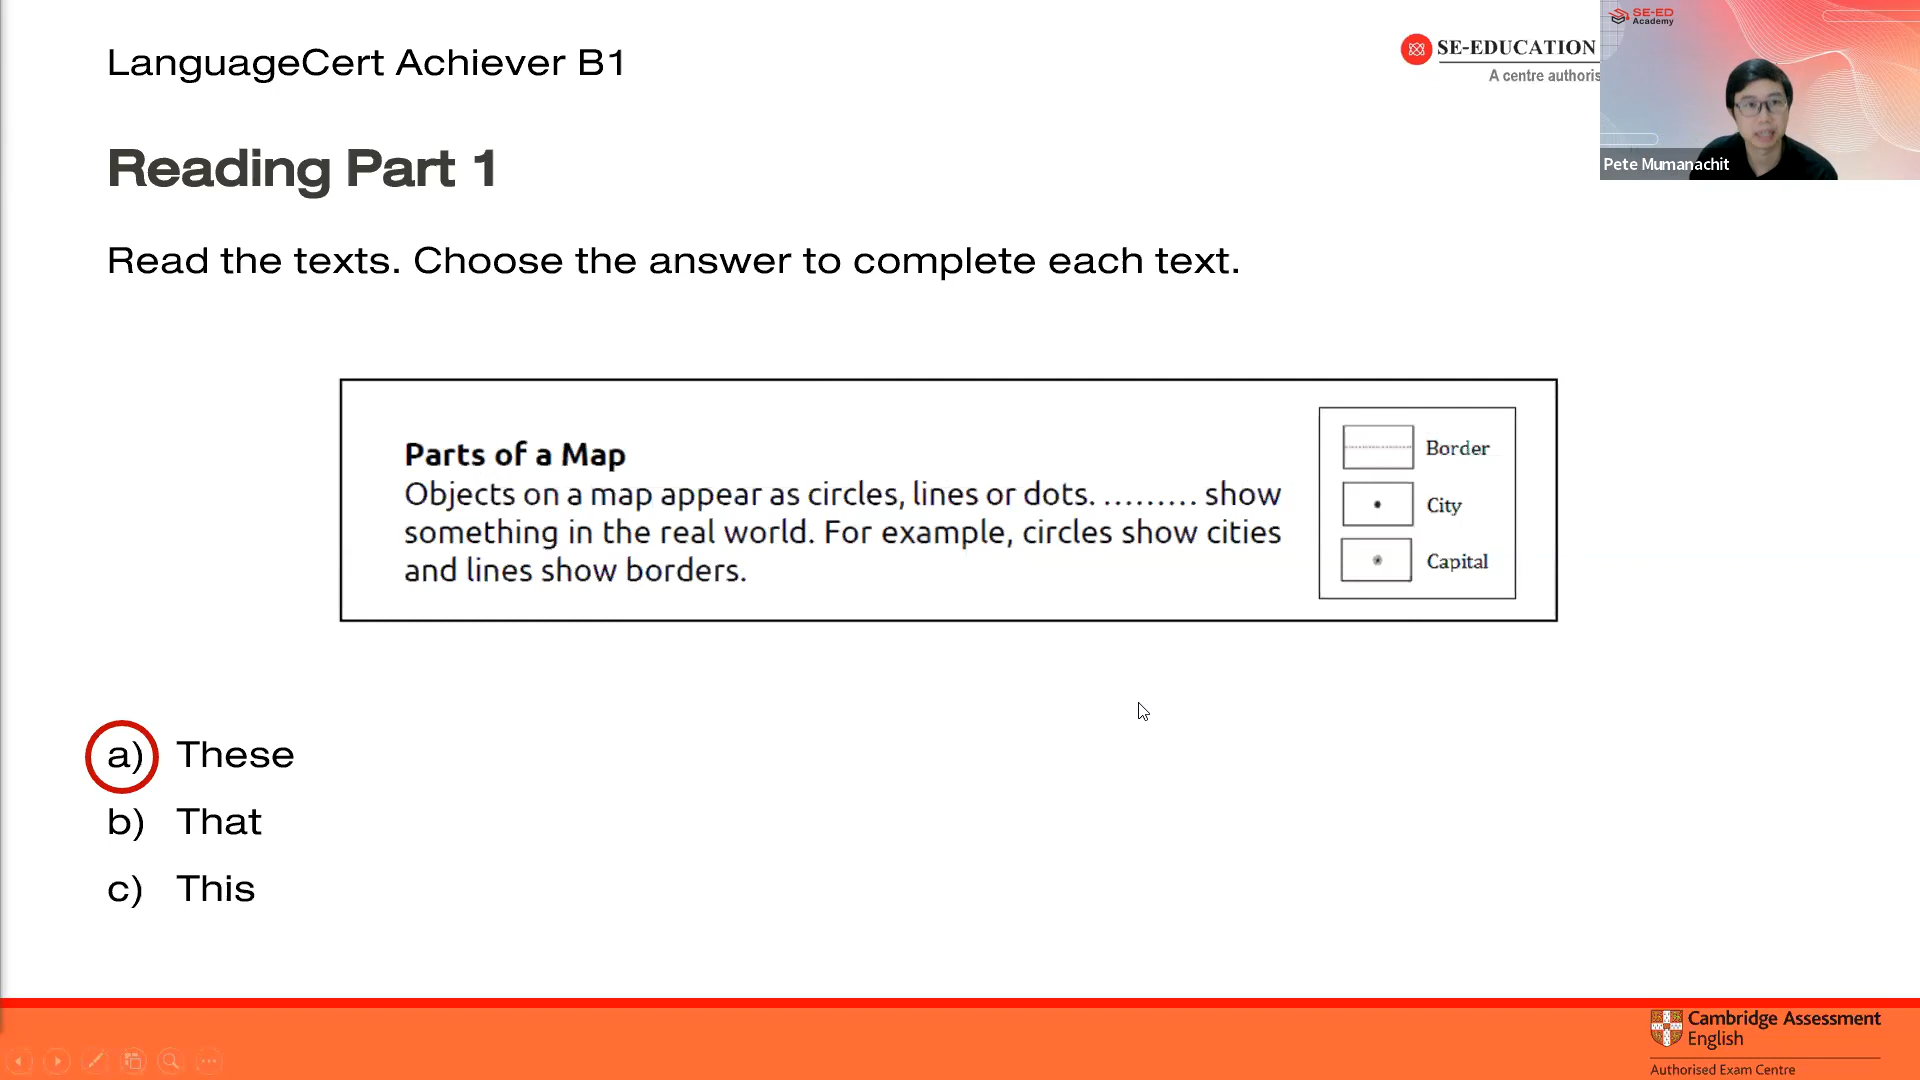 LanguageCert Achiever B1
SE-EDUCATION
A centre authoris
SE-ED
Academy
Pete Mumanachit
Reading Part 1
Read the texts. Choose the answer to complete each text.
Parts of a Map
Objects on a map appear as circles, lines or dots. ......... show
something in the real world. For example, circles show cities
and lines show borders.
Border
City
Capital
a) These
b) That
c) This
Cambridge Assessment
English
Authorised Exam Centre